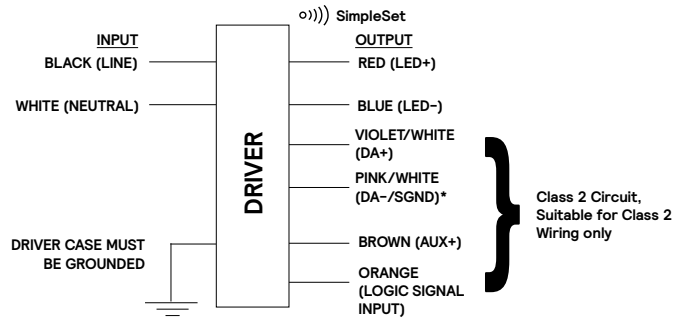 SimpleSet
INPUT
BLACK (LINE)
WHITE (NEUTRAL)
DRIVER CASE MUST
BE GROUNDED
DRIVER
OUTPUT
RED (LED+)
BLUE (LED–)
VIOLET/WHITE
(DA+)
PINK/WHITE
(DA–/SGND)*
BROWN (AUX+)
ORANGE
(LOGIC SIGNAL
INPUT)
Class 2 Circuit,
Suitable for Class 2
Wiring only